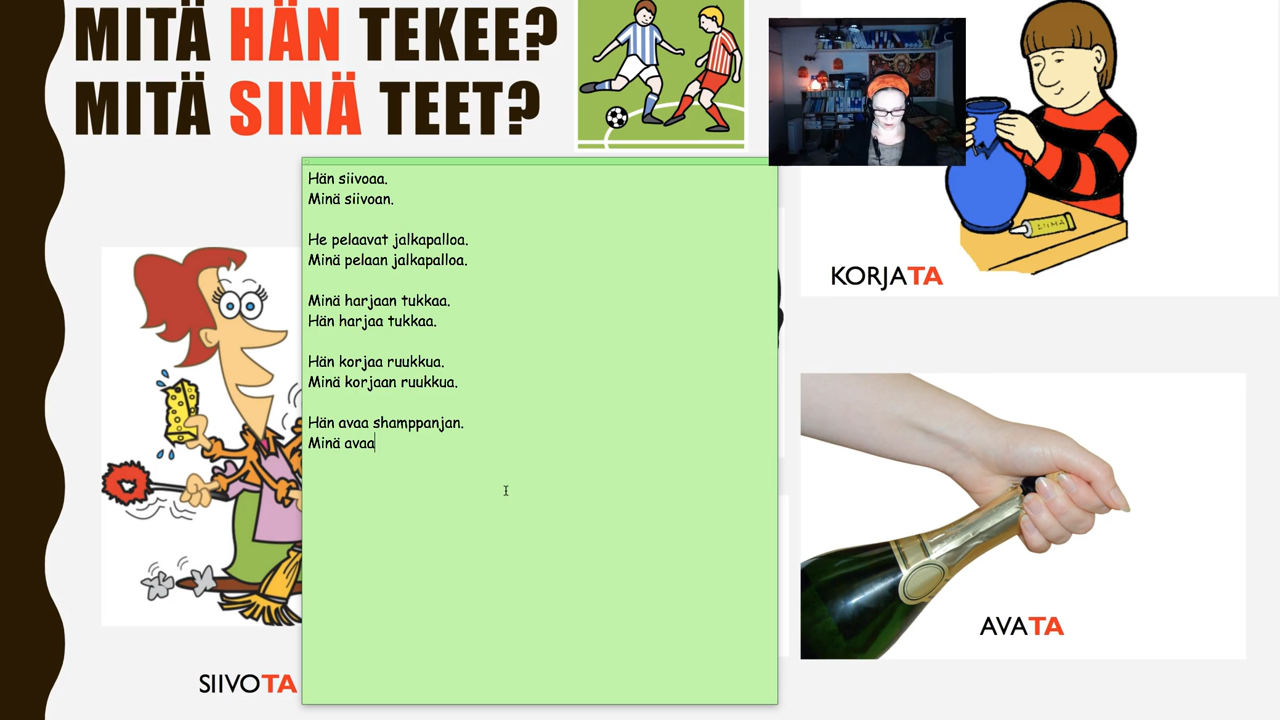 MITÄ HÄN TEKEE?
MITÄ SINÄ TEET?
Hän siivoaa.
Minä siivoan.
He pelaavat jalkapalloa.
Minä pelaan jalkapalloa.
Minä harjaan tukkaa.
Hän harjaa tukkaa.
Hän korjaa ruukkua.
Minä korjaan ruukkua.
Hän avaa shamppanjan.
Minä avaa
KORJATA
AVATA
SIIVOTA